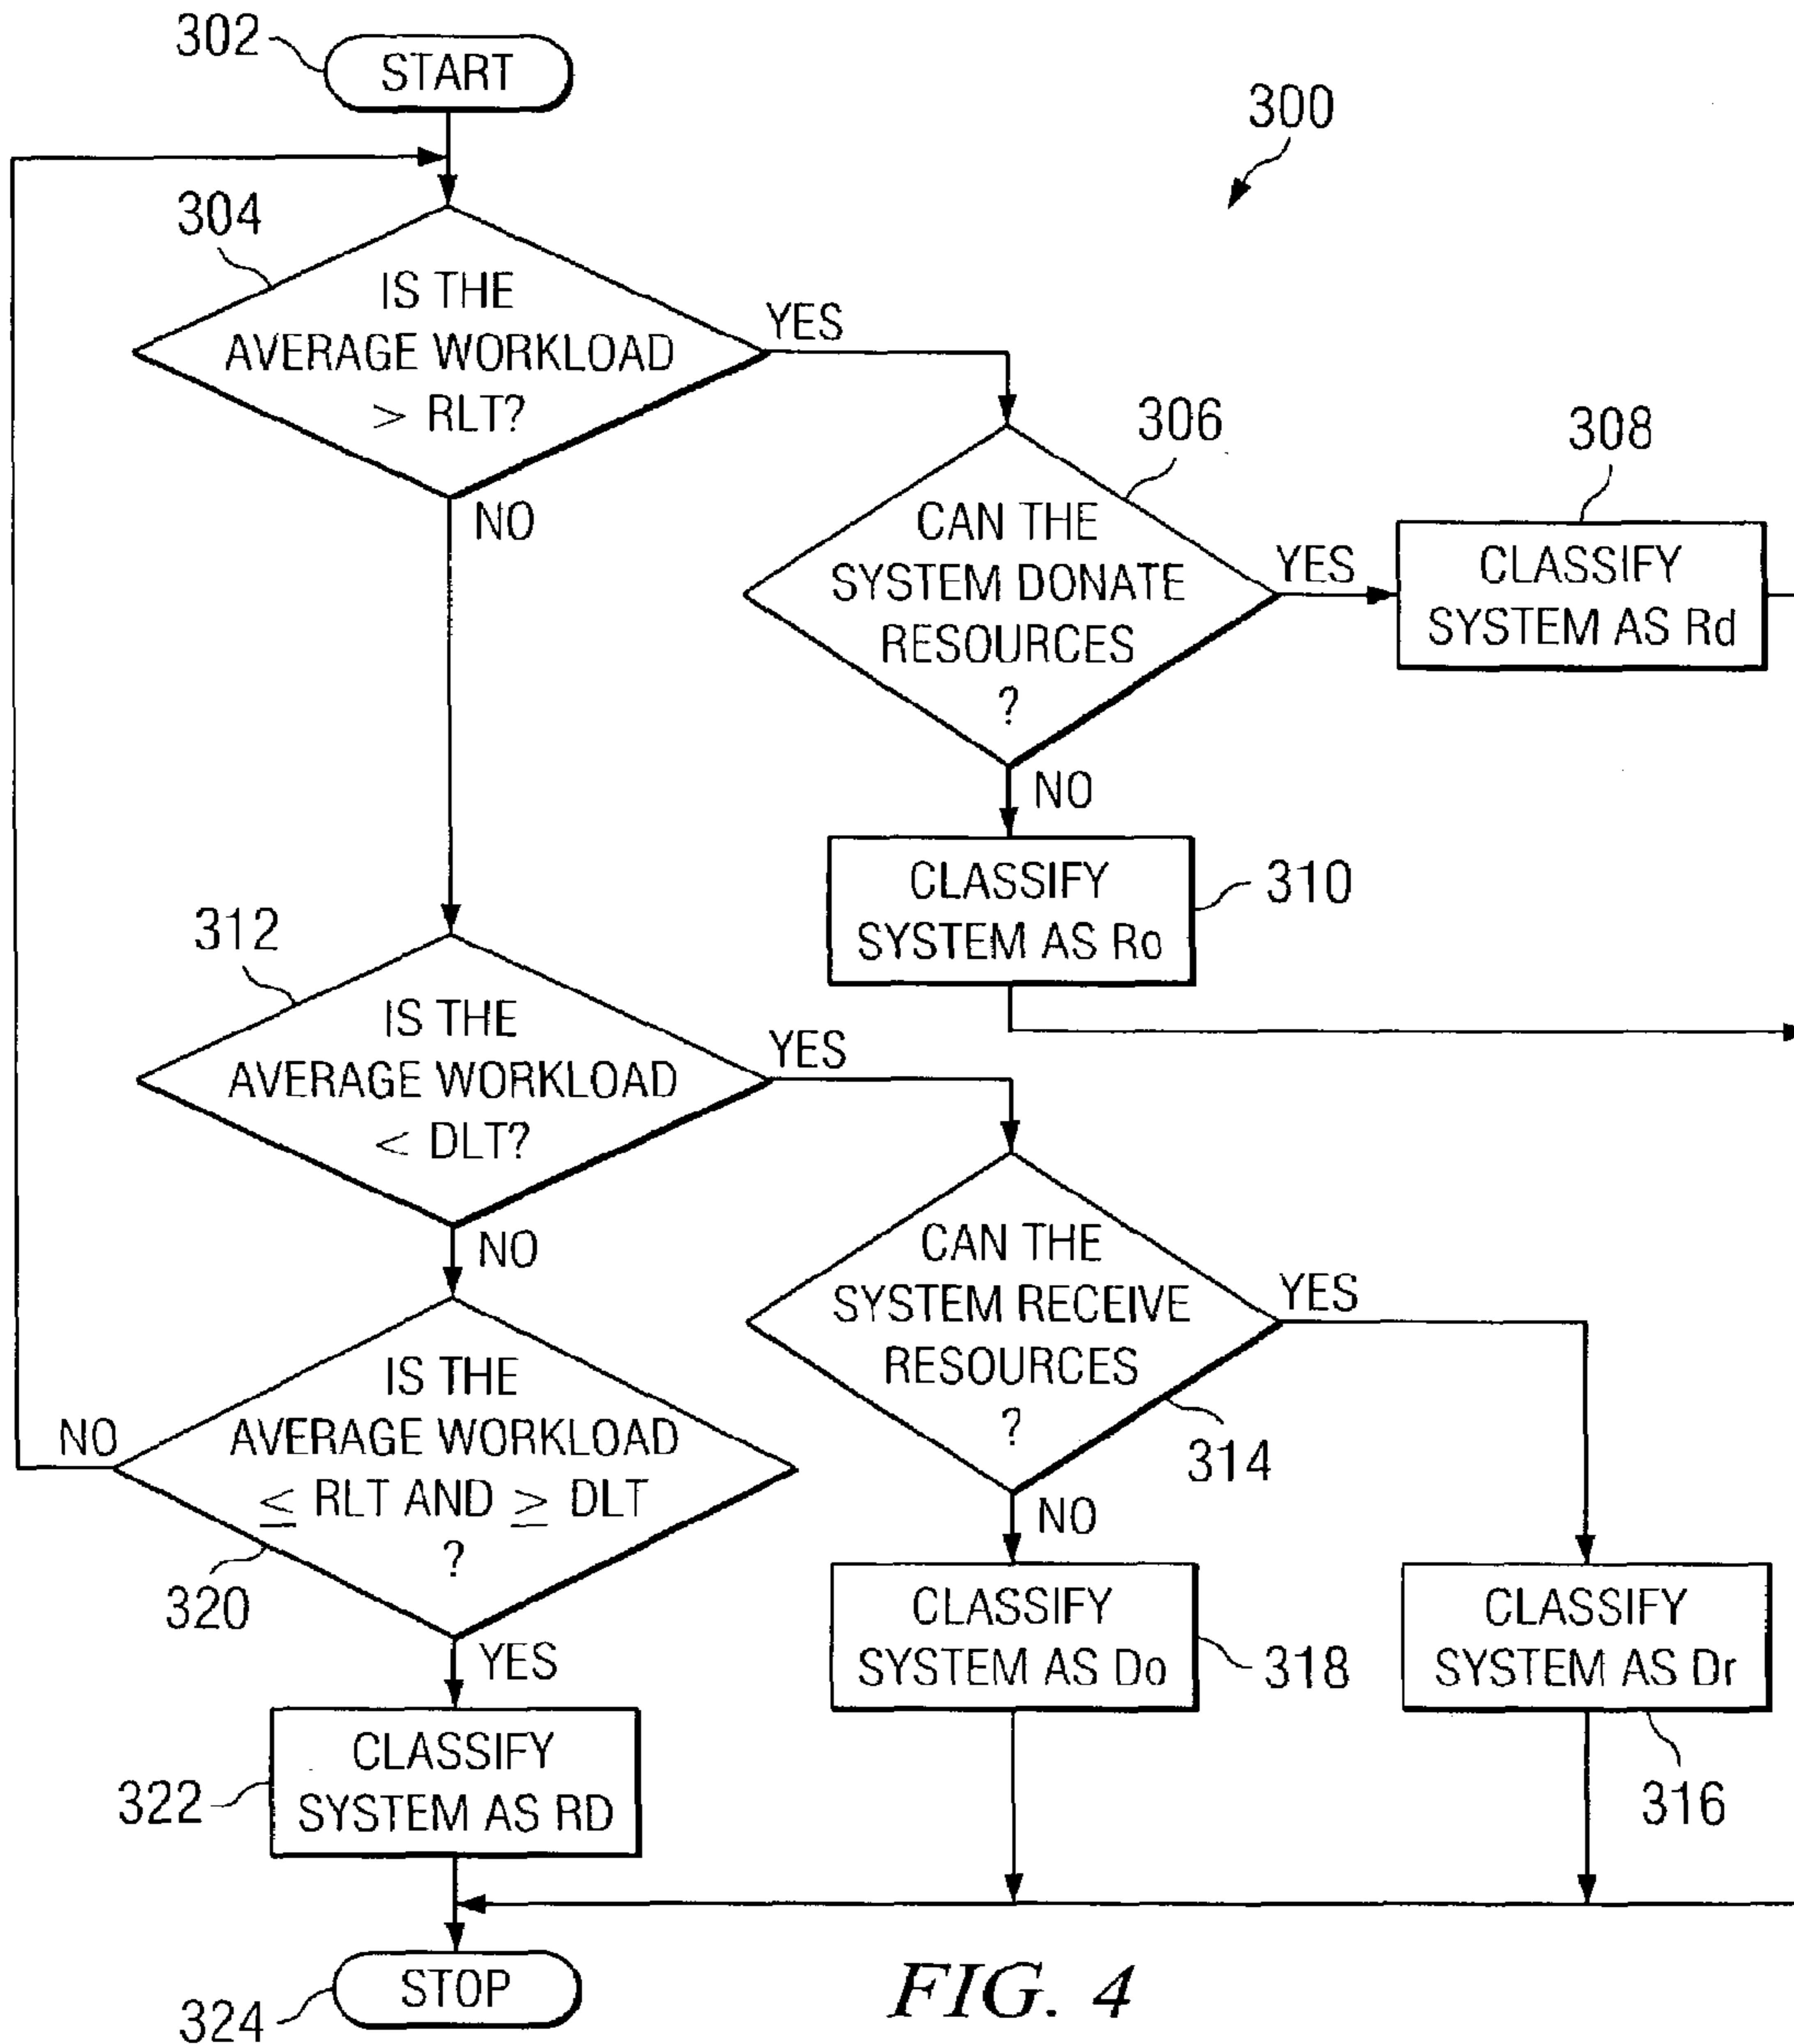 302
START
300
304
IS THE
AVERAGE WORKLOAD
> RLT?
YES
NO
306
CAN THE
SYSTEM DONATE
RESOURCES
?
YES
NO
308
CLASSIFY
SYSTEM AS Rd
CLASSIFY
SYSTEM AS Ro
310
312
IS THE
AVERAGE WORKLOAD
< DLT?
YES
NO
CAN THE
SYSTEM RECEIVE
RESOURCES
?
314
YES
NO
IS THE
AVERAGE WORKLOAD
≤ RLT AND ≥ DLT
?
NO
320
YES
CLASSIFY
SYSTEM AS Do
318
CLASSIFY
SYSTEM AS Dr
316
322
CLASSIFY
SYSTEM AS RD
STOP
324
FIG. 4